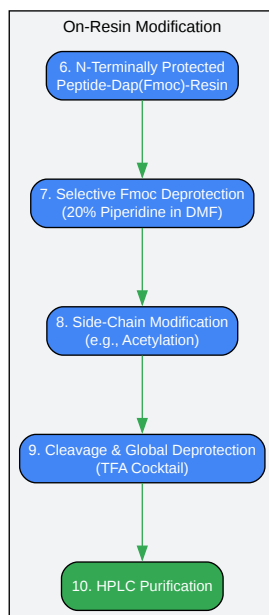 On-Resin Modification
6. N-Terminally Protected
Peptide-Dap(Fmoc)-Resin
7. Selective Fmoc Deprotection
(20% Piperidine in DMF)
8. Side-Chain Modification
(e.g., Acetylation)
9. Cleavage & Global Deprotection
(TFA Cocktail)
10. HPLC Purification